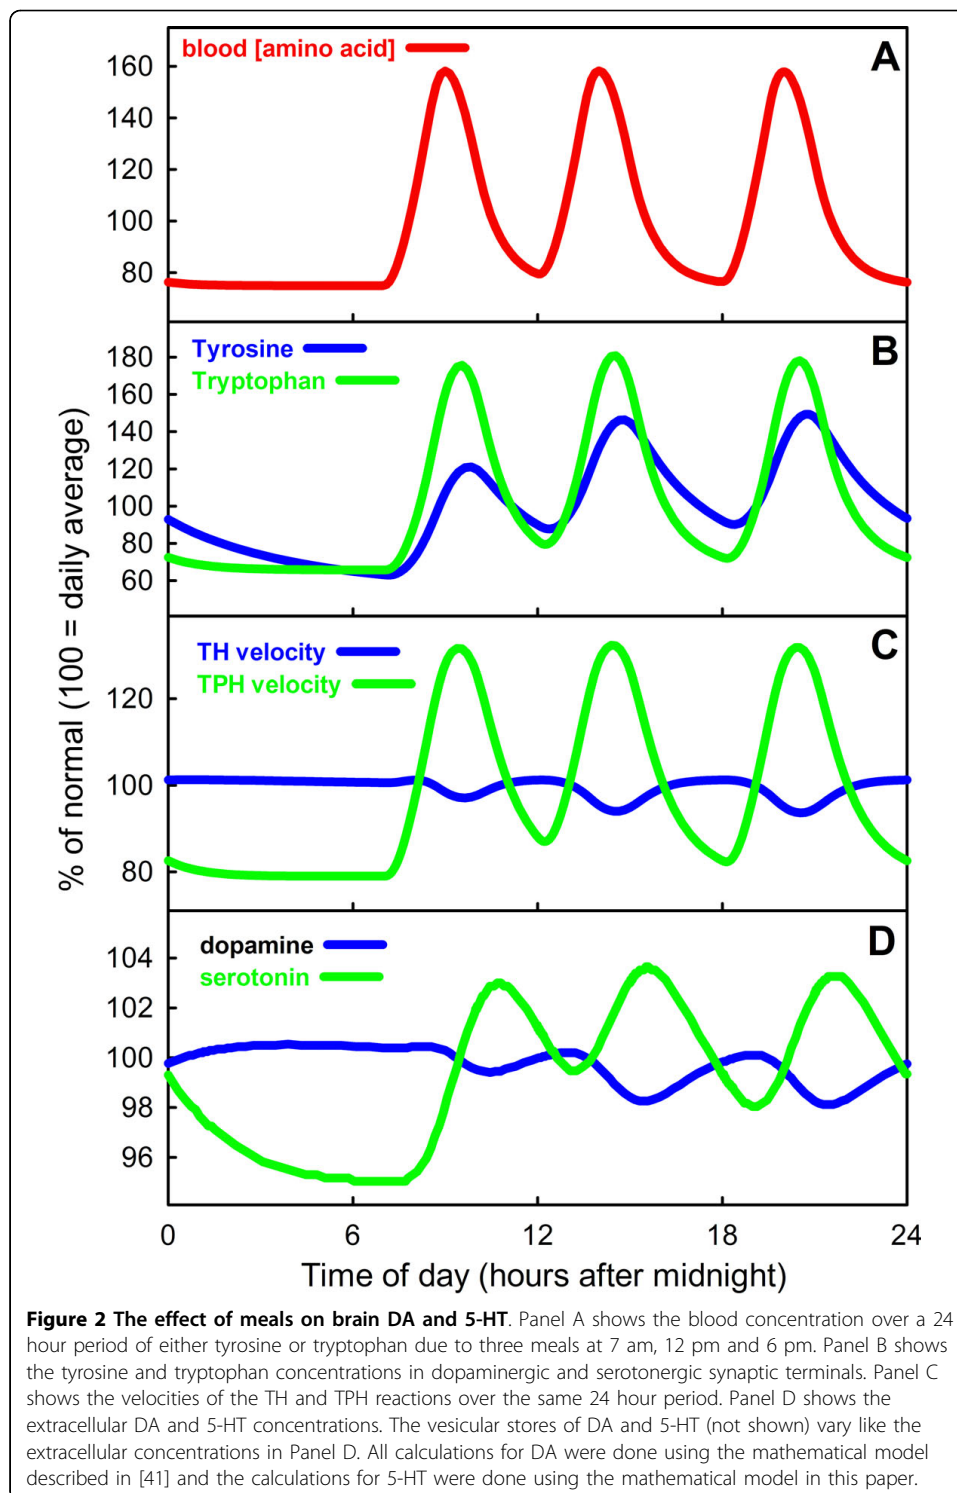 blood [amino acid]
A
160
140
120
100
80
Tyrosine
B
Tryptophan
180
160
140
120
100
80
60
TH velocity
C
TPH velocity
120
100
80
dopamine
D
serotonin
104
102
100
98
96
% of normal (100 = daily average)
0 6 12 18 24
Time of day (hours after midnight)
Figure 2 The effect of meals on brain DA and 5-HT. Panel A shows the blood concentration over a 24
hour period of either tyrosine or tryptophan due to three meals at 7 am, 12 pm and 6 pm. Panel B shows
the tyrosine and tryptophan concentrations in dopaminergic and serotonergic synaptic terminals. Panel C
shows the velocities of the TH and TPH reactions over the same 24 hour period. Panel D shows the
extracellular DA and 5-HT concentrations. The vesicular stores of DA and 5-HT (not shown) vary like the
extracellular concentrations in Panel D. All calculations for DA were done using the mathematical model
described in [41] and the calculations for 5-HT were done using the mathematical model in this paper.